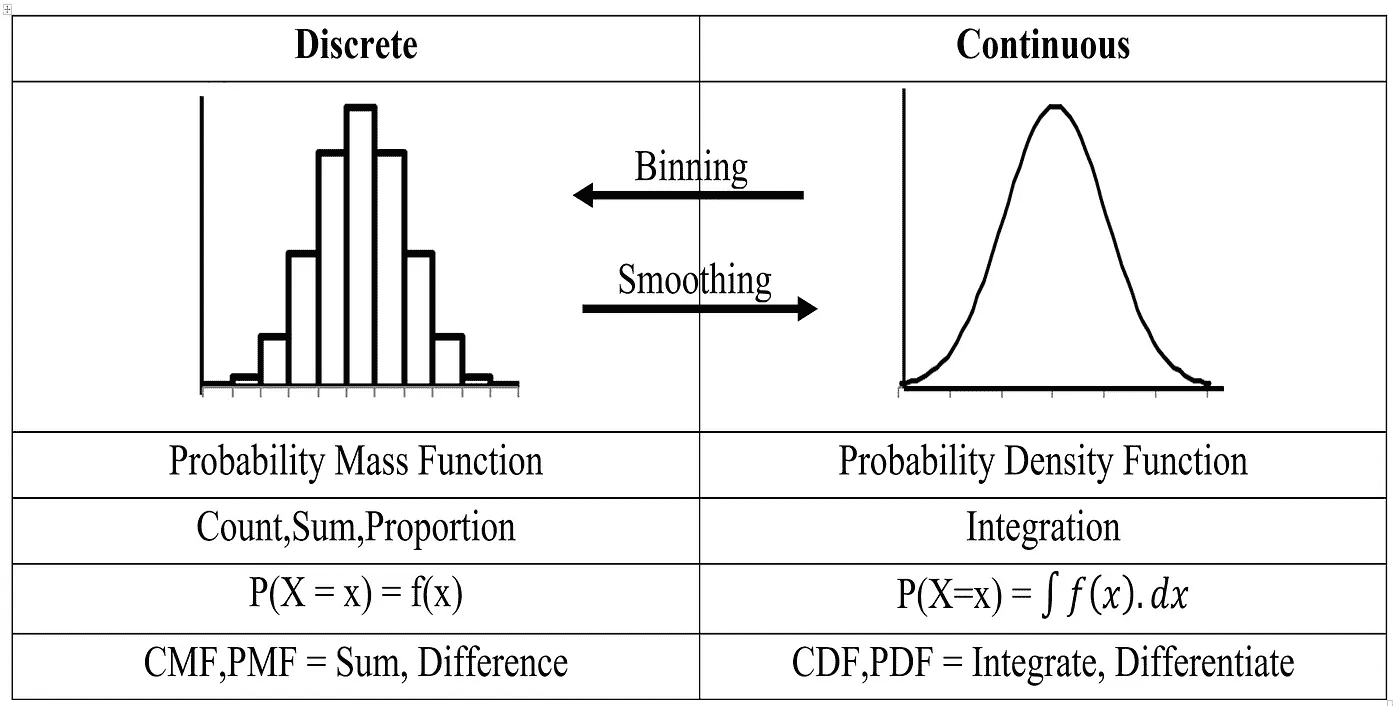 Discrete
Continuous
Binning
Smoothing
Probability Mass Function
Probability Density Function
Count,Sum,Proportion
Integration
P(X = x) = f(x)
P(X=x) = ∫ f(x). dx
CMF,PMF = Sum, Difference
CDF,PDF = Integrate, Differentiate